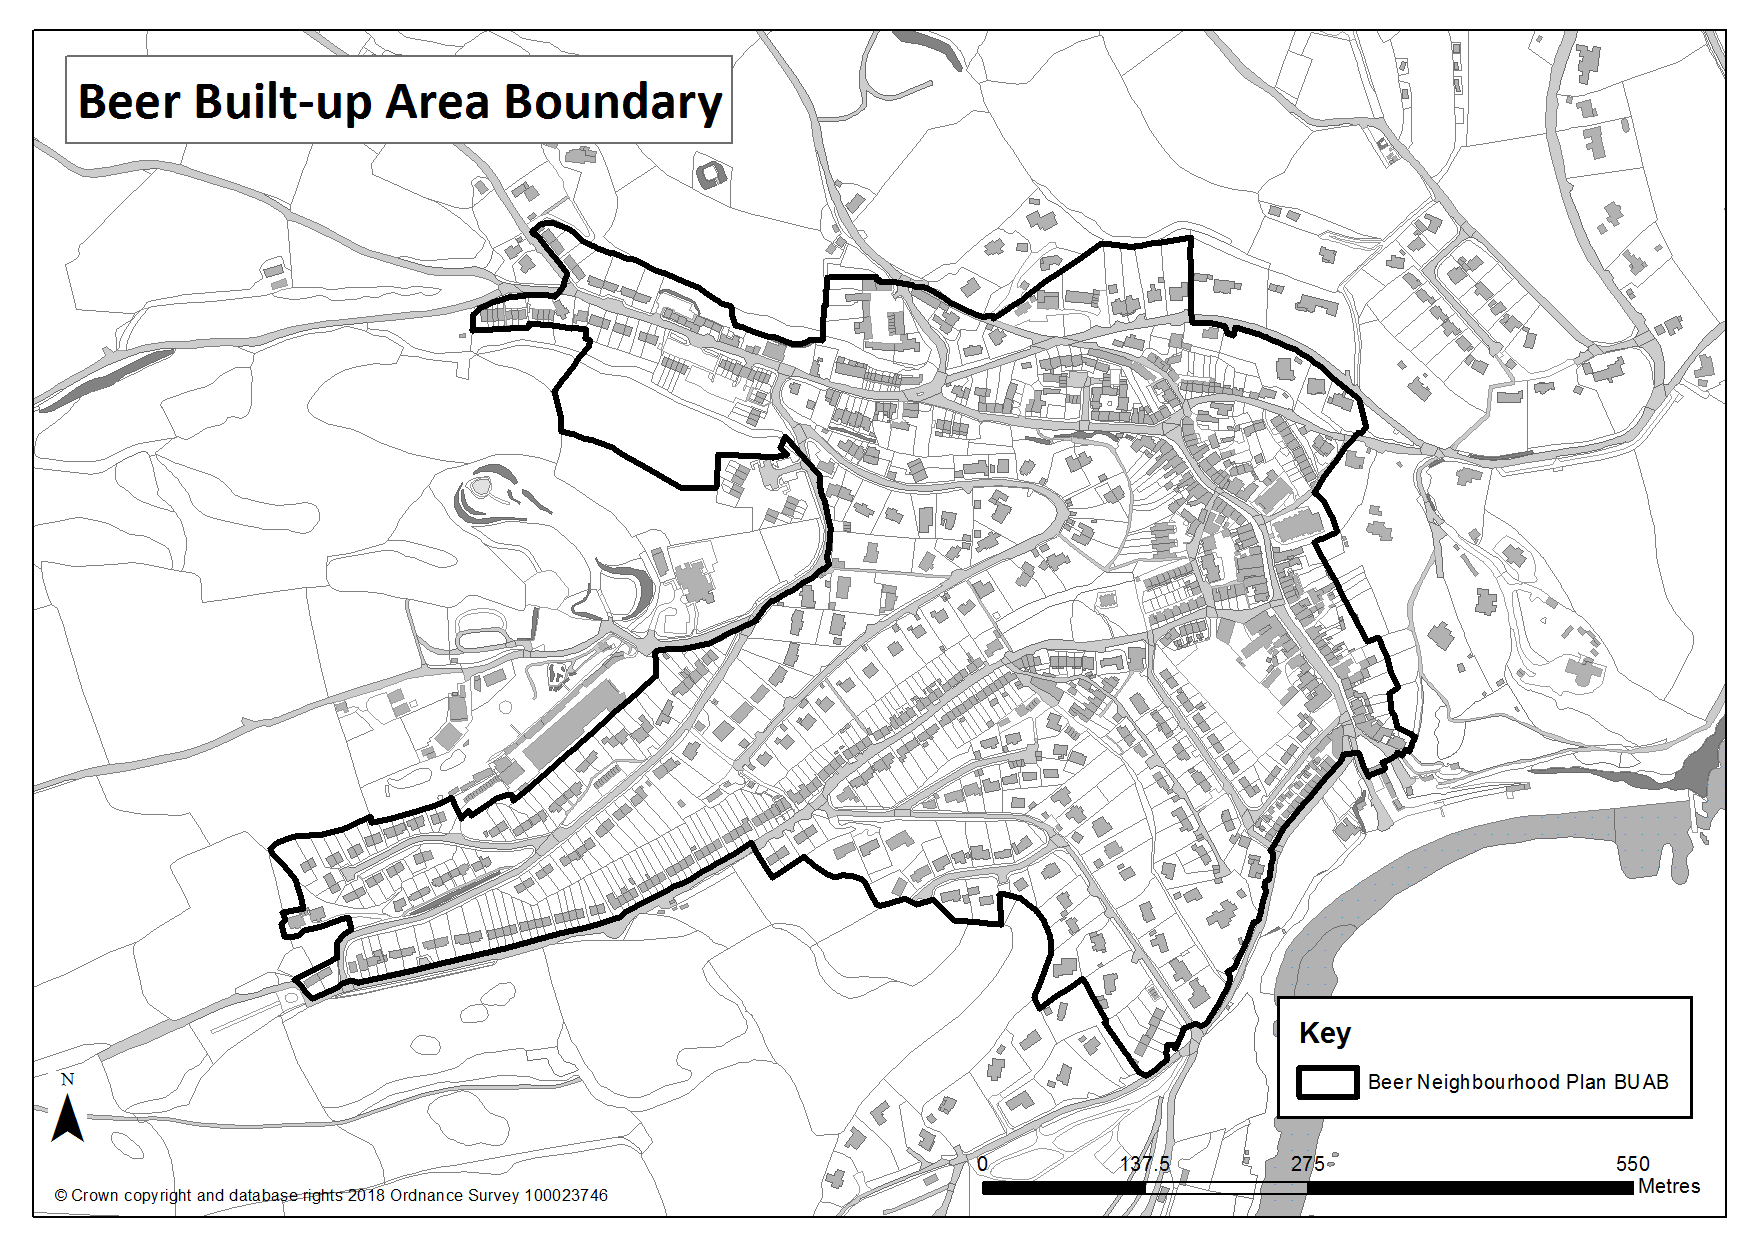 Beer Built-up Area Boundary
Key
Beer Neighbourhood Plan BUAB
N
0 137.5 275 550
Metres
© Crown copyright and database rights 2018 Ordnance Survey 100023746